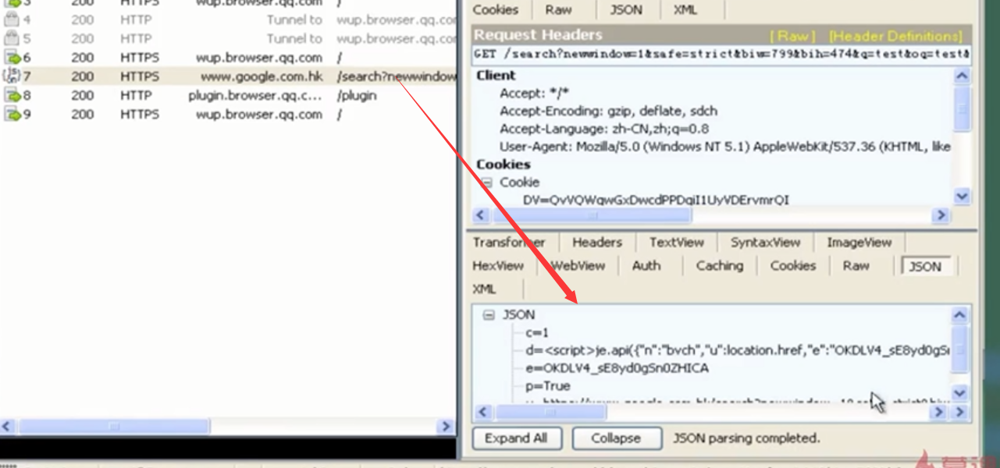 3 200 HTTPS wup.browser.qq.com /
4 200 HTTP Tunnel to wup.browser.qq.com
5 200 HTTP Tunnel to wup.browser.qq.com
6 200 HTTPS wup.browser.qq.com /
7 200 HTTPS www.google.com.hk /search?newwindow
8 200 HTTP plugin.browser.qq.c... /plugin
9 200 HTTPS wup.browser.qq.com /
Cookies Raw JSON XML
Request Headers [ Raw ] [Header Definitions]
GET /search?newwindow=1&safe=strict&biw=799&bih=474&q=test&oq=test&
Client
Accept: */*
Accept-Encoding: gzip, deflate, sdch
Accept-Language: zh-CN,zh;q=0.8
User-Agent: Mozilla/5.0 (Windows NT 5.1) AppleWebKit/537.36 (KHTML, like
Cookies
Cookie
DV=QvVQWqwGxDwcdPPDqiI1UyVDErvmrQI
Transformer Headers TextView SyntaxView ImageView
HexView WebView Auth Caching Cookies Raw JSON
XML
JSON
c=1
d=<script>je.api({"n":"bvch","u":location.href,"e":"OKDLV4_sE8yd0gSr
e=OKDLV4_sE8yd0gSn0ZHICA
p=True
Expand All Collapse JSON parsing completed.